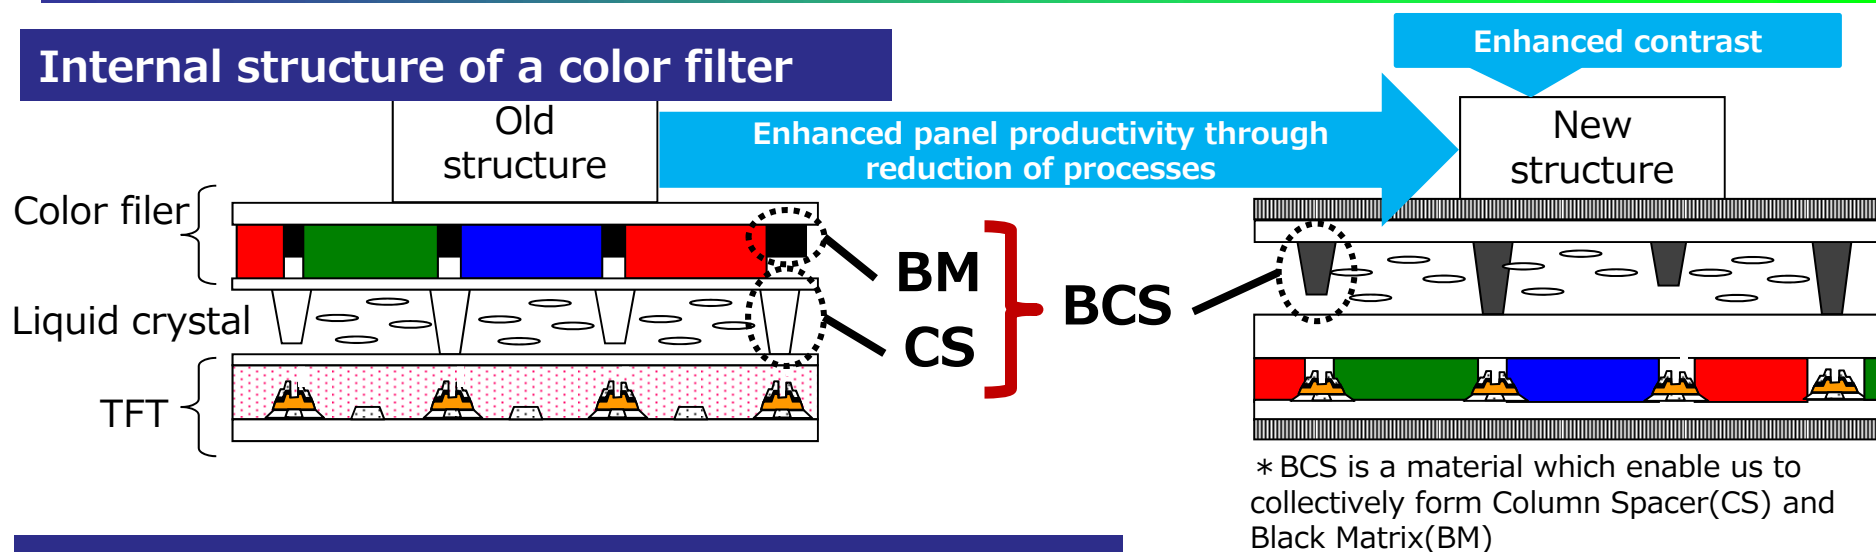 Internal structure of a color filter
Enhanced contrast
Old
structure
Enhanced panel productivity through
reduction of processes
New
structure
Color filer
BM
BCS
Liquid crystal
CS
TFT
＊BCS is a material which enable us to
collectively form Column Spacer(CS) and
Black Matrix(BM)